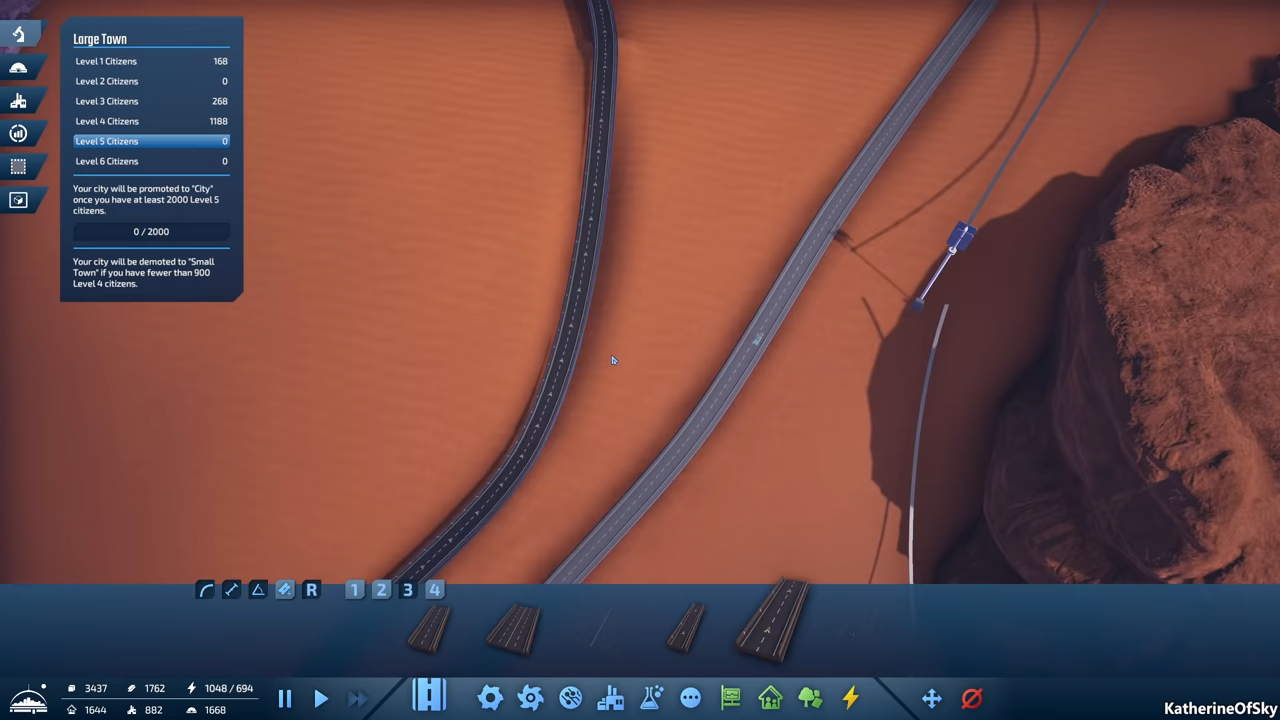 Large Town
Level 1 Citizens 168
Level 2 Citizens 0
Level 3 Citizens 268
Level 4 Citizens 1188
Level 5 Citizens 0
Level 6 Citizens 0
Your city will be promoted to "City"
once you have at least 2000 Level 5
citizens.
0 / 2000
Your city will be demoted to "Small
Town" if you have fewer than 900
Level 4 citizens.
R 1 2 3 4
3437 1762 1048 / 694
1644 882 1668
KatherineOfSky